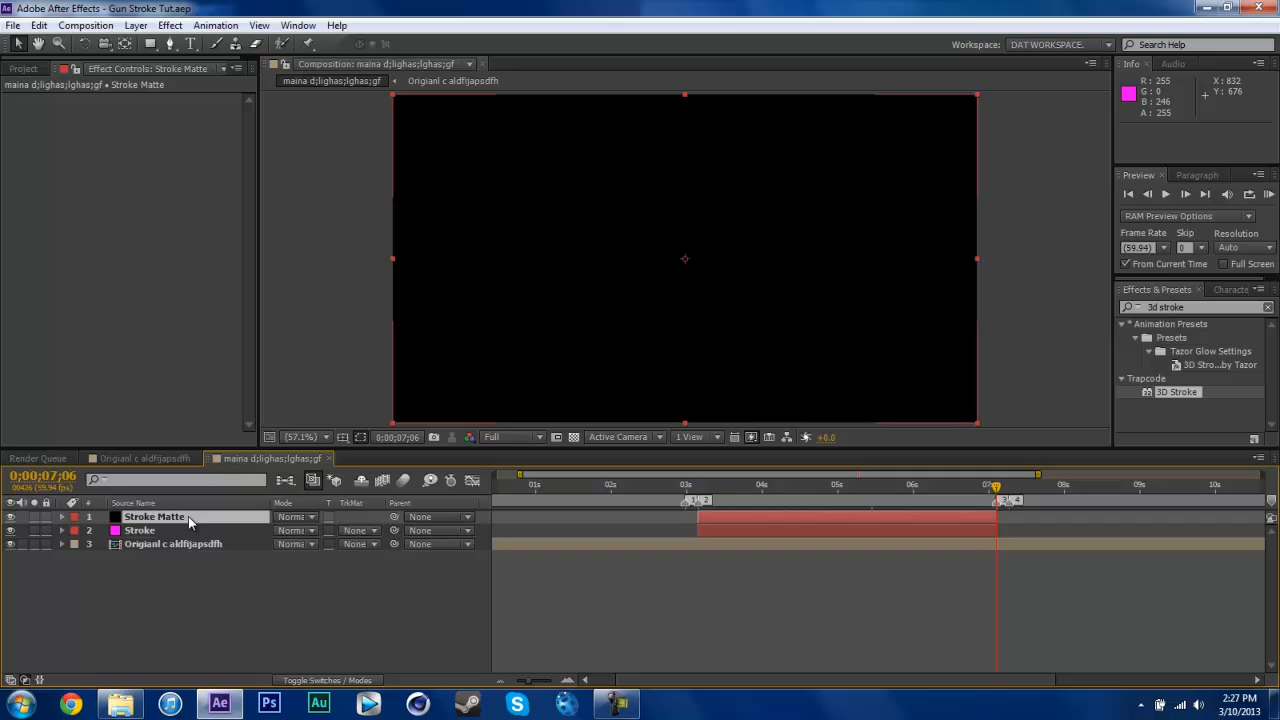 Adobe After Effects - Gun Stroke Tut.aep
File Edit Composition Layer Effect Animation View Window Help
Workspace: DAT WORKSPACE. Search Help
Project Effect Controls: Stroke Matte
maina d;lighas;lghas;gf • Stroke Matte
Composition: maina d;lighas;lghas;gf
maina d;lighas;lghas;gf Origianl c aldfijapsdfh
Info Audio
R: 255 X: 832
G: 0 Y: 676
B: 246
A: 255
Preview Paragraph
RAM Preview Options
Frame Rate Skip Resolution
(59.94) 0 Auto
From Current Time Full Screen
Effects & Presets Characte
3d stroke
* Animation Presets
Presets
Tazor Glow Settings
3D Stro...by Tazor
Trapcode
3D Stroke
(57.1%) 0;00;07;06 Full Active Camera 1 View +0.0
Render Queue Origianl c aldfijapsdfh maina d;lighas;lghas;gf
0;00;07;06
00426 (59.94 fps)
01s 02s 03s 04s 05s 06s 07s 08s 09s 10s
# Source Name Mode T TrkMat Parent
1 2 3 4
1 Stroke Matte Norma None
2 Stroke Norma None None
3 Origianl c aldfijapsdfh Norma None None
Toggle Switches / Modes
Ae Ps Au
2:27 PM
3/10/2013